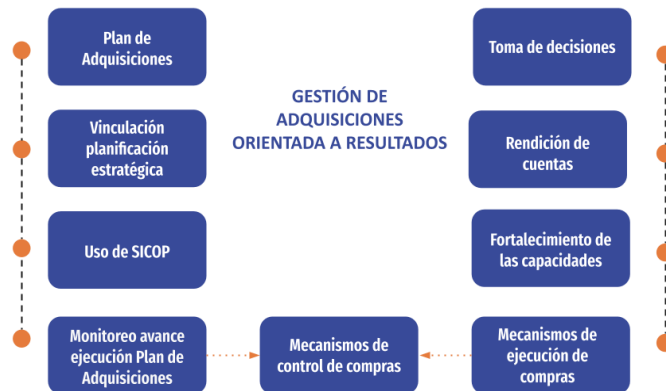 Plan de
Adquisiciones
Toma de decisiones
GESTIÓN DE
ADQUISICIONES
ORIENTADA A RESULTADOS
Vinculación
planificación
estratégica
Rendición de
cuentas
Uso de SICOP
Fortalecimiento de
las capacidades
Monitoreo avance
ejecución Plan de
Adquisiciones
Mecanismos de
control de compras
Mecanismos de
ejecución de
compras